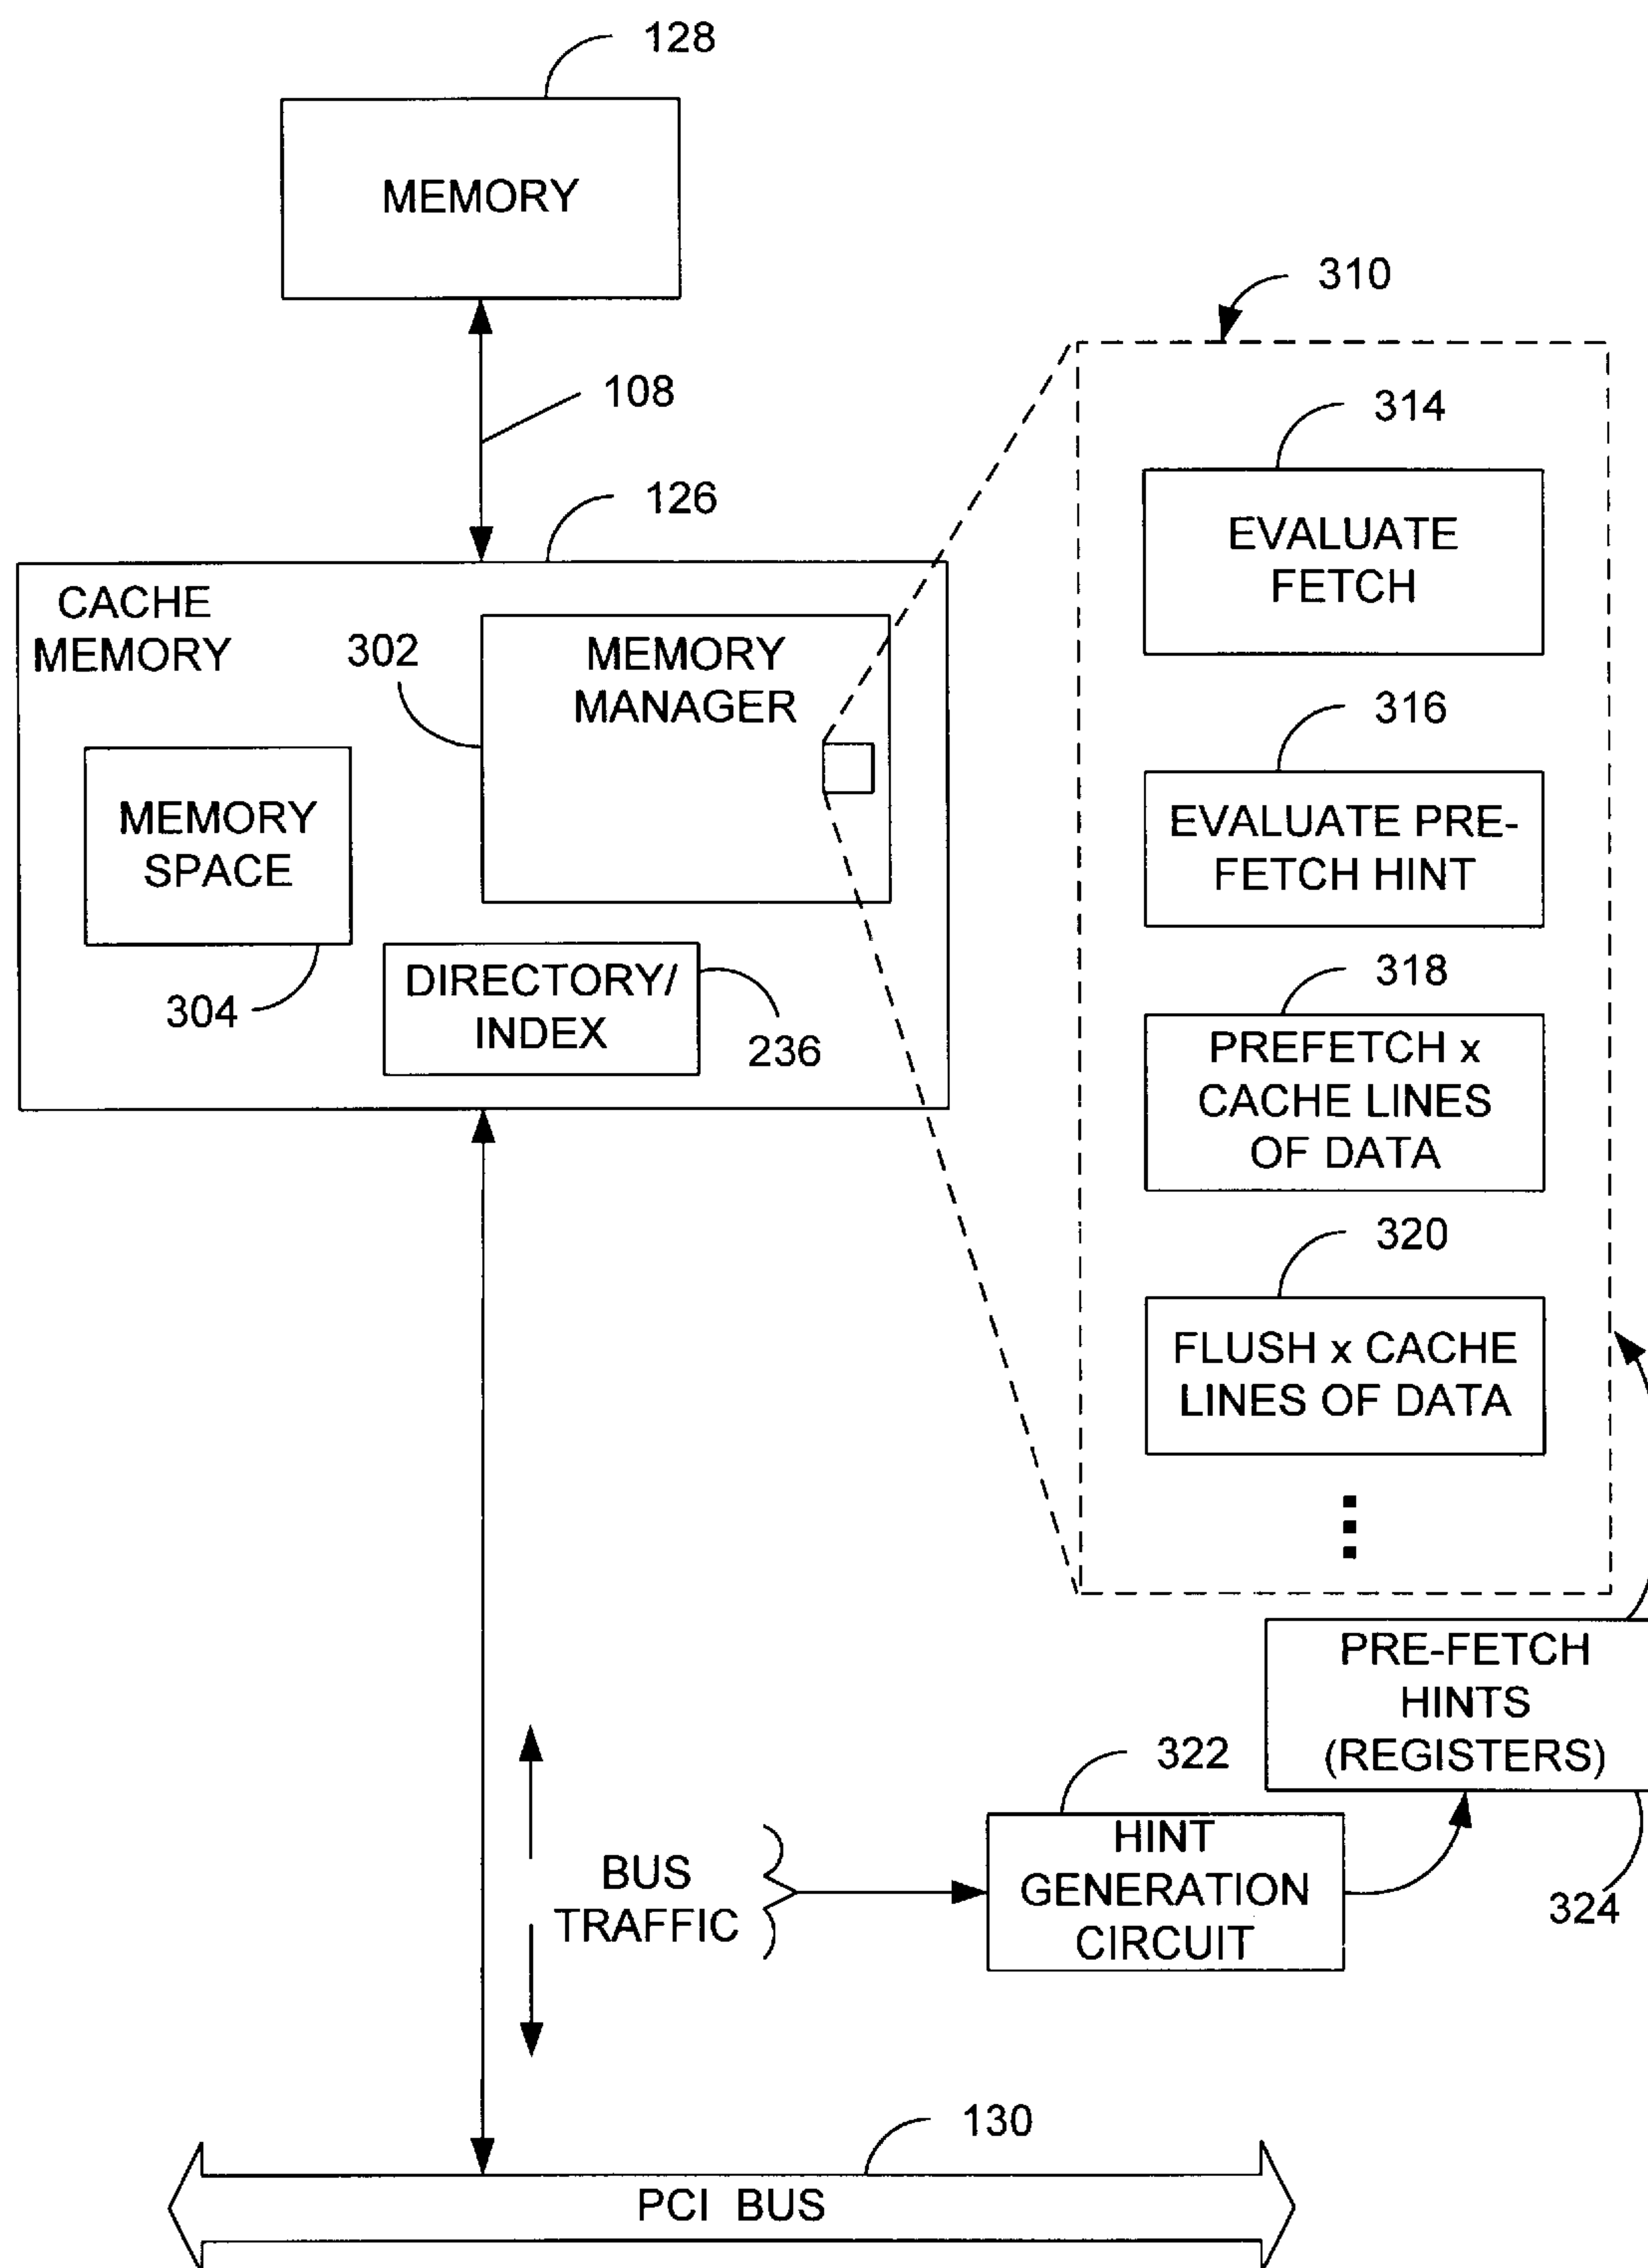 128
MEMORY
310
108
314
126
EVALUATE
FETCH
CACHE
MEMORY
302
MEMORY
MANAGER
316
MEMORY
SPACE
EVALUATE PRE-
FETCH HINT
304
DIRECTORY/
INDEX
236
318
PREFETCH x
CACHE LINES
OF DATA
320
FLUSH x CACHE
LINES OF DATA
PRE-FETCH
HINTS
(REGISTERS)
322
324
BUS
TRAFFIC
HINT
GENERATION
CIRCUIT
130
PCI BUS